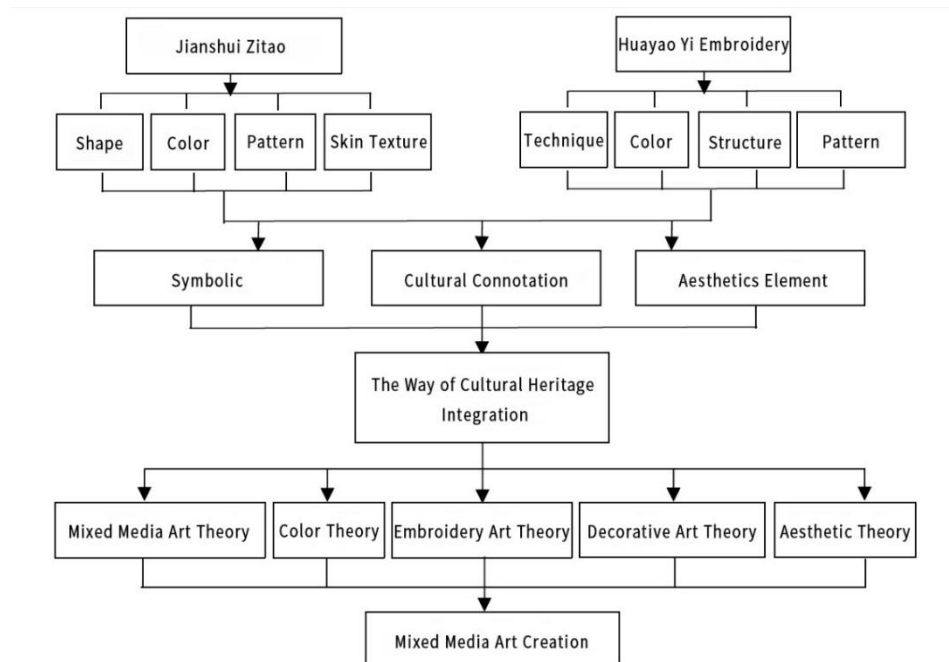 Jianshui Zitao
Huayao Yi Embroidery
Shape
Color
Pattern
Skin Texture
Technique
Color
Structure
Pattern
Symbolic
Cultural Connotation
Aesthetics Element
The Way of Cultural Heritage
Integration
Mixed Media Art Theory
Color Theory
Embroidery Art Theory
Decorative Art Theory
Aesthetic Theory
Mixed Media Art Creation